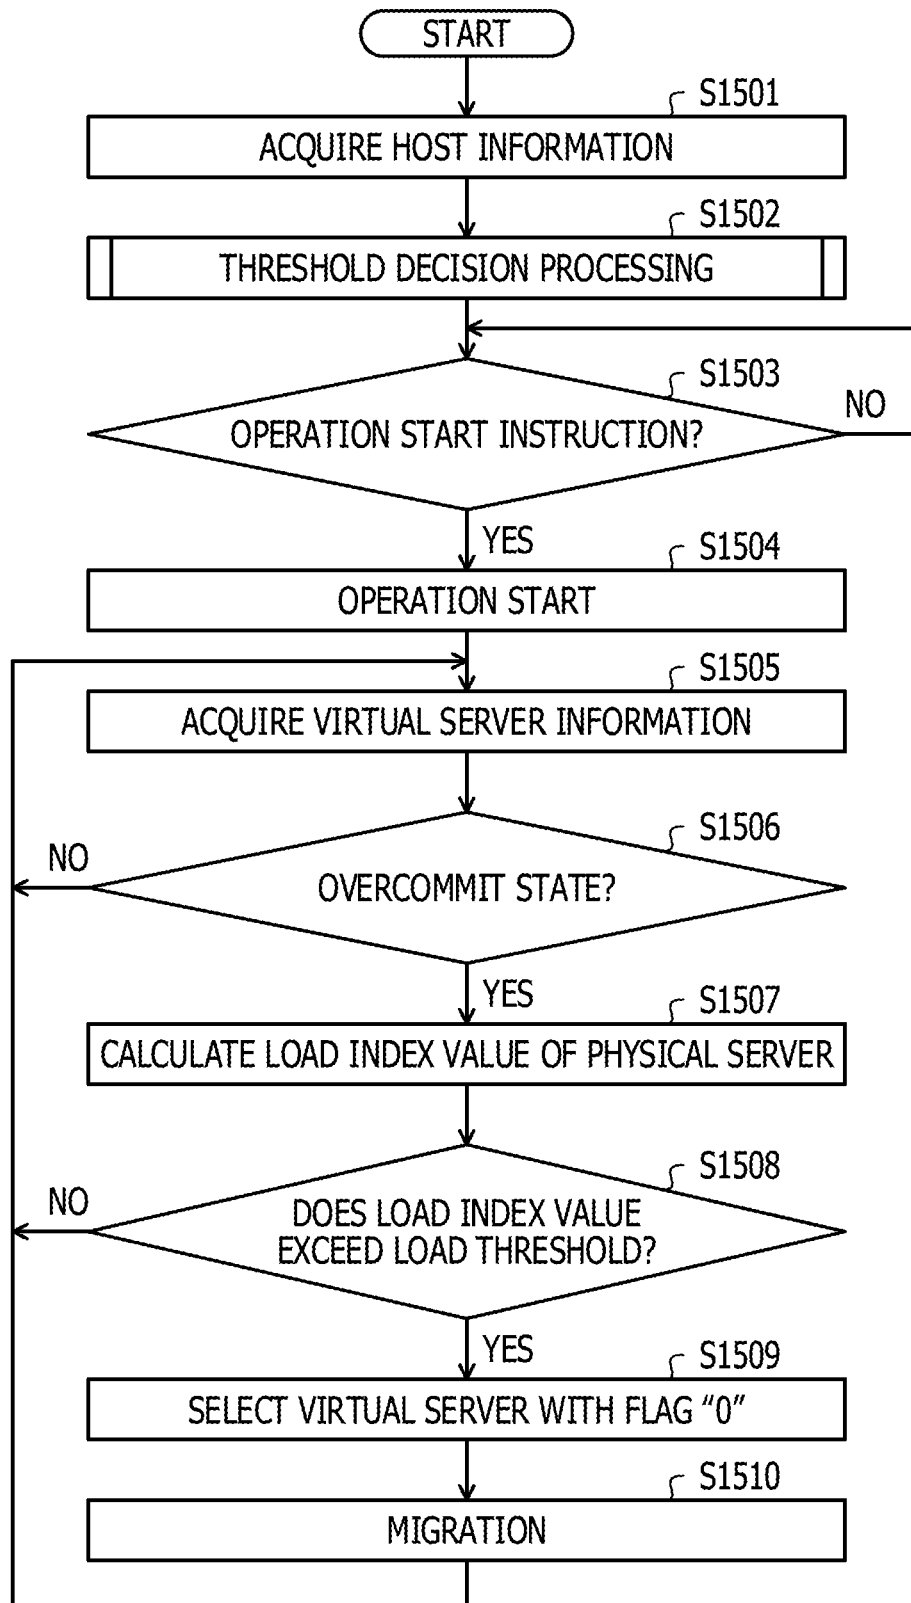 START
S1501
ACQUIRE HOST INFORMATION
S1502
THRESHOLD DECISION PROCESSING
S1503
NO
OPERATION START INSTRUCTION?
YES
S1504
OPERATION START
S1505
ACQUIRE VIRTUAL SERVER INFORMATION
S1506
NO
OVERCOMMIT STATE?
YES
S1507
CALCULATE LOAD INDEX VALUE OF PHYSICAL SERVER
S1508
NO
DOES LOAD INDEX VALUE
EXCEED LOAD THRESHOLD?
YES
S1509
SELECT VIRTUAL SERVER WITH FLAG “0”
S1510
MIGRATION